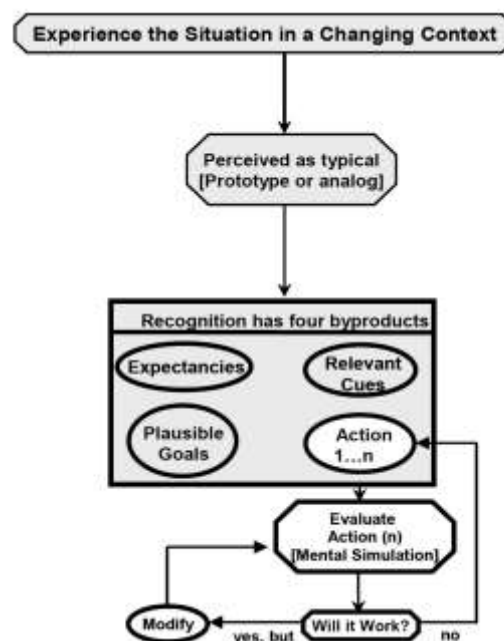 Experience the Situation in a Changing Context
Perceived as typical
[Prototype or analog]
Recognition has four byproducts
Expectancies
Relevant
Cues
Plausible
Goals
Action
1...n
Evaluate
Action (n)
[Mental Simulation]
Modify
yes, but
Will it Work?
no